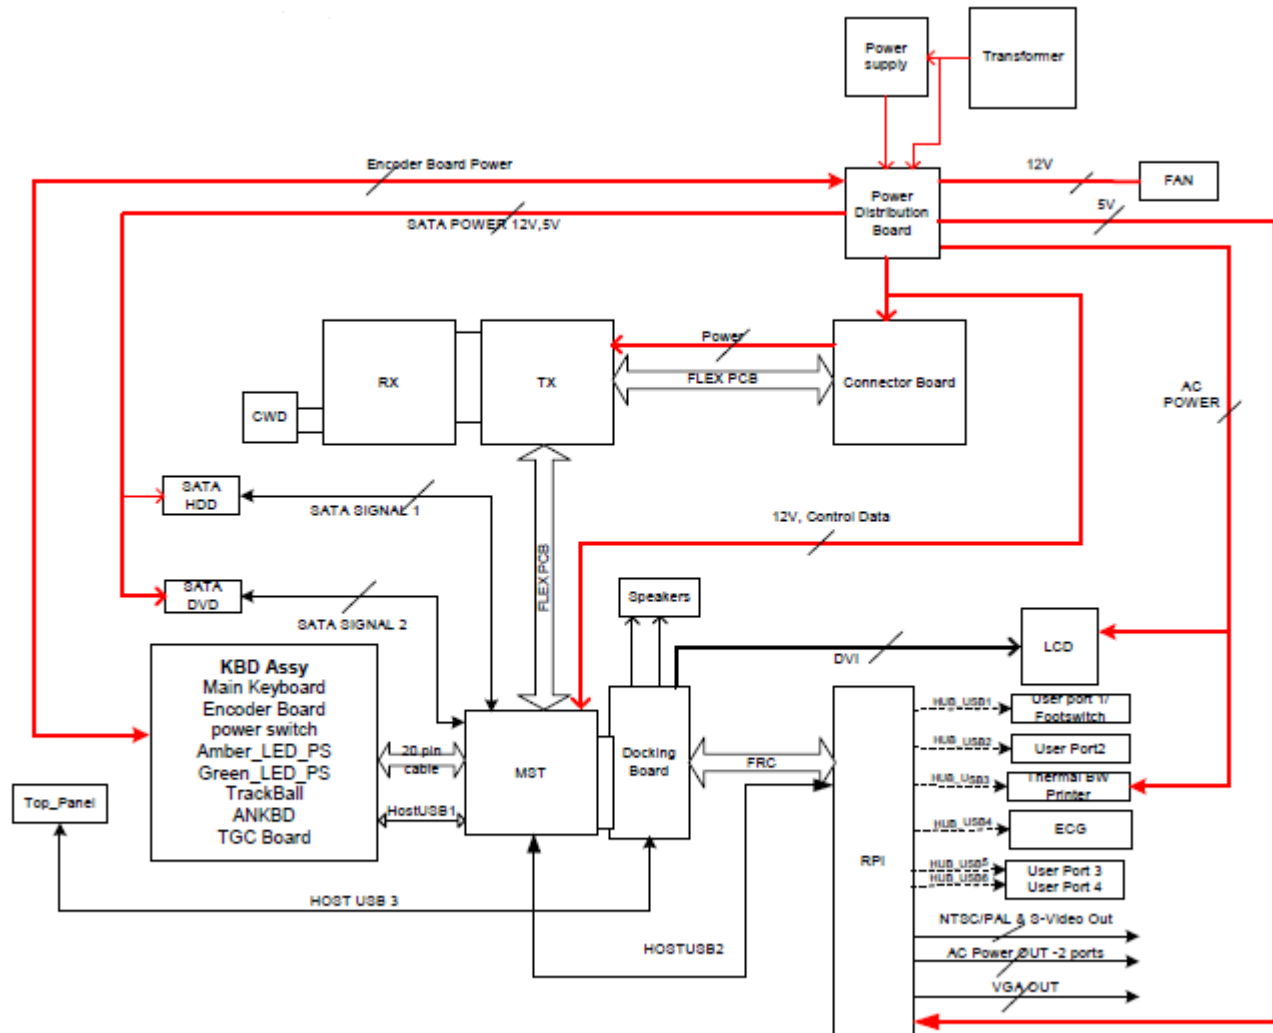 Power
supply
Transformer
Encoder Board Power
12V
FAN
Power
Distribution
Board
5V
SATA POWER 12V,5V
RX
TX
Power
FLEX PCB
Connector Board
AC
POWER
CWD
SATA
HDD
SATA SIGNAL 1
12V, Control Data
FLEX PCB
SATA
DVD
SATA SIGNAL 2
Speakers
DVI
LCD
KBD Assy
Main Keyboard
Encoder Board
power switch
Amber_LED_PS
Green_LED_PS
TrackBall
ANKBD
TGC Board
20 pin
cable
HostUSB1
MST
Docking
Board
FRC
RPI
HUB_USB1
User port 1/
Footswitch
HUB_USB2
User Port2
HUB_USB3
Thermal BW
Printer
HUB_USB4
ECG
HUB_USB5
HUB_USB6
User Port 3
User Port 4
Top_Panel
HOST USB 3
HOSTUSB2
NTSC/PAL & S-Video Out
AC Power OUT -2 ports
VGA OUT